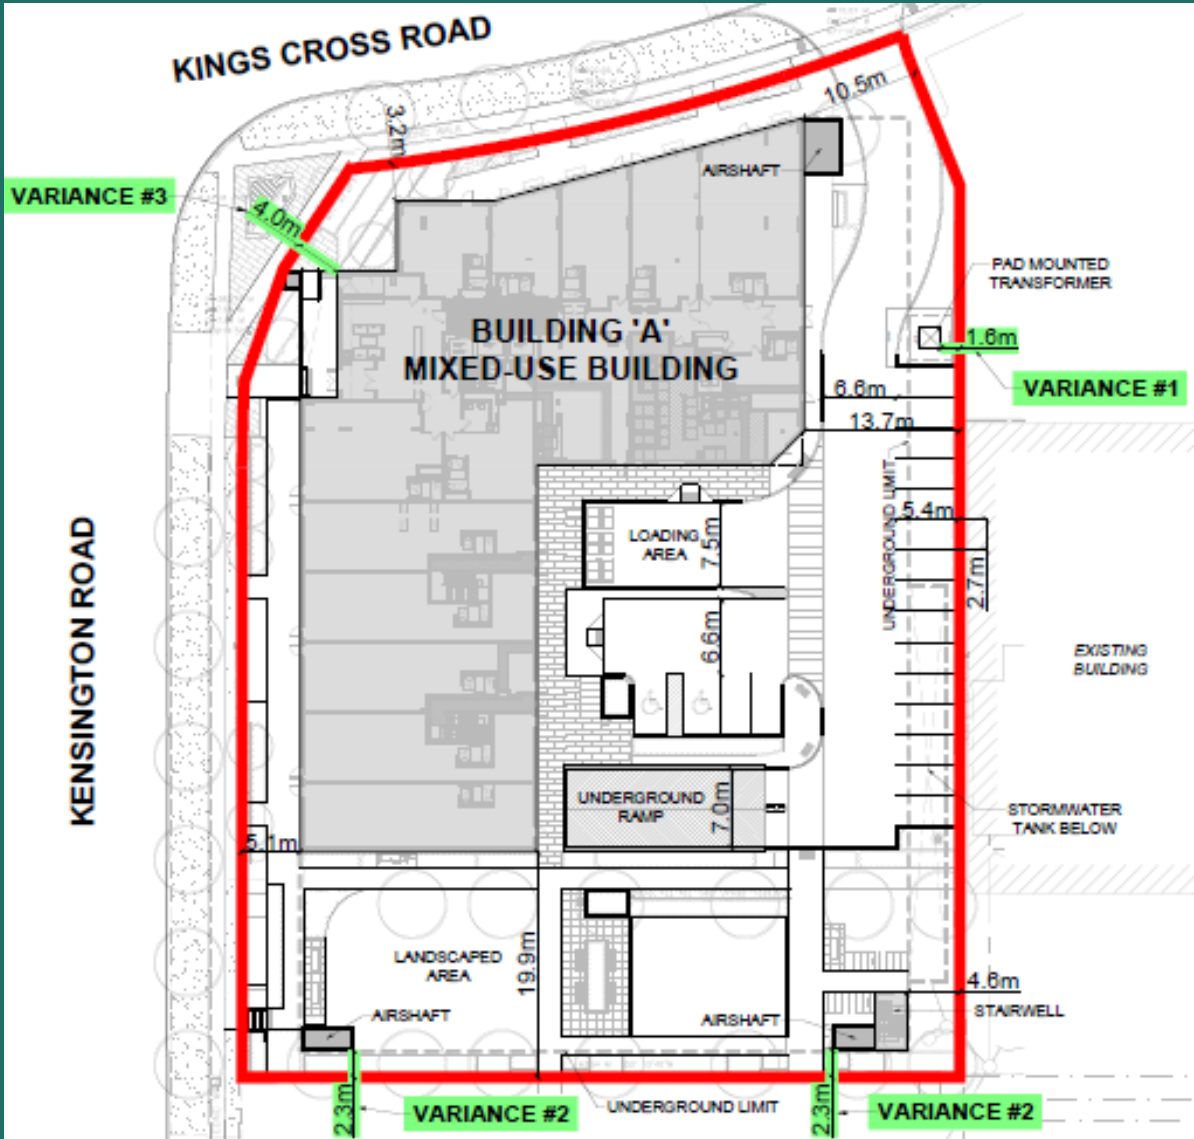 KINGS CROSS ROAD
10.5m
3.2m
AIRSHAFT
VARIANCE #3
4.0m
PAD MOUNTED
TRANSFORMER
BUILDING 'A'
MIXED-USE BUILDING
1.6m
VARIANCE #1
6.6m
13.7m
UNDERGROUND LIMIT
5.4m
2.7m
LOADING
AREA
7.5m
6.6m
KENSINGTON ROAD
EXISTING
BUILDING
UNDERGROUND
RAMP
7.0m
STORMWATER
TANK BELOW
5.1m
LANDSCAPED
AREA
19.9m
4.6m
STAIRWELL
AIRSHAFT
AIRSHAFT
2.3m
VARIANCE #2
UNDERGROUND LIMIT
2.3m
VARIANCE #2